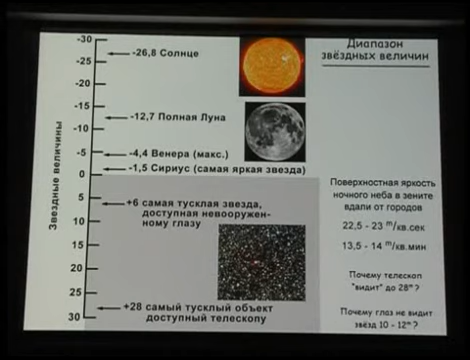 Диапазон
звёздных величин
Звездные величины
-30
-25
-20
-15
-10
-5
0
5
10
15
20
25
30
-26,8 Солнце
-12,7 Полная Луна
-4,4 Венера (макс.)
-1,5 Сириус (самая яркая звезда)
+6 самая тусклая звезда,
доступная невооружен-
ному глазу
+28 самый тусклый объект
доступный телескопу
Поверхностная яркость
ночного неба в зените
вдали от городов
22,5 - 23 m/кв.сек
13,5 - 14 m/кв.мин
Почему телескоп
"видит" до 28m?
Почему глаз не видит
звёзд 10 - 12m?